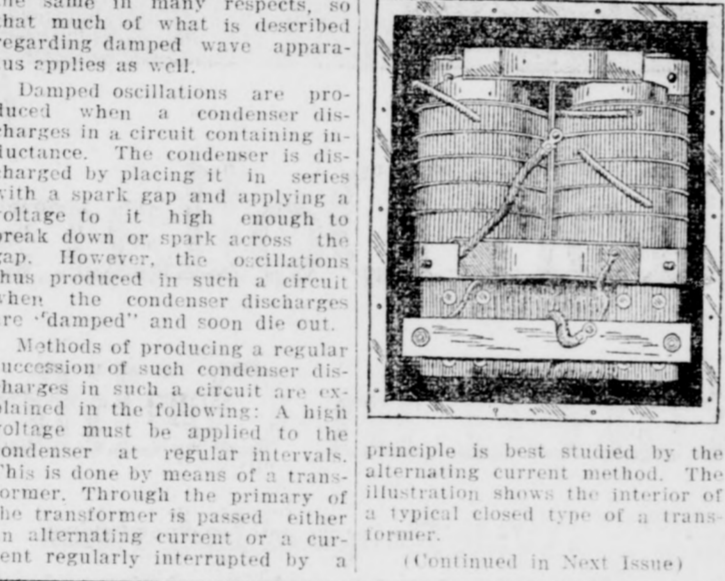 the same in many respects, so
that much of what is described
regarding damped wave appara-
tus applies as well.
Damped oscillations are pro-
duced when a condenser dis-
charges in a circuit containing in-
ductance. The condenser is dis-
charged by placing it in series
with a spark gap and applying a
voltage to it high enough to
break down or spark across the
gap. However, the oscillations
thus produced in such a circuit
when the condenser discharges
are "damped" and soon die out.
Methods of producing a regular
succession of such condenser dis-
charges in such a circuit are ex-
plained in the following: A high
voltage must be applied to the
condenser at regular intervals.
This is done by means of a trans-
former. Through the primary of
the transformer is passed either
an alternating current or a cur-
rent regularly interrupted by a
principle is best studied by the
alternating current method. The
illustration shows the interior of
a typical closed type of a trans-
former.
(Continued in Next Issue)